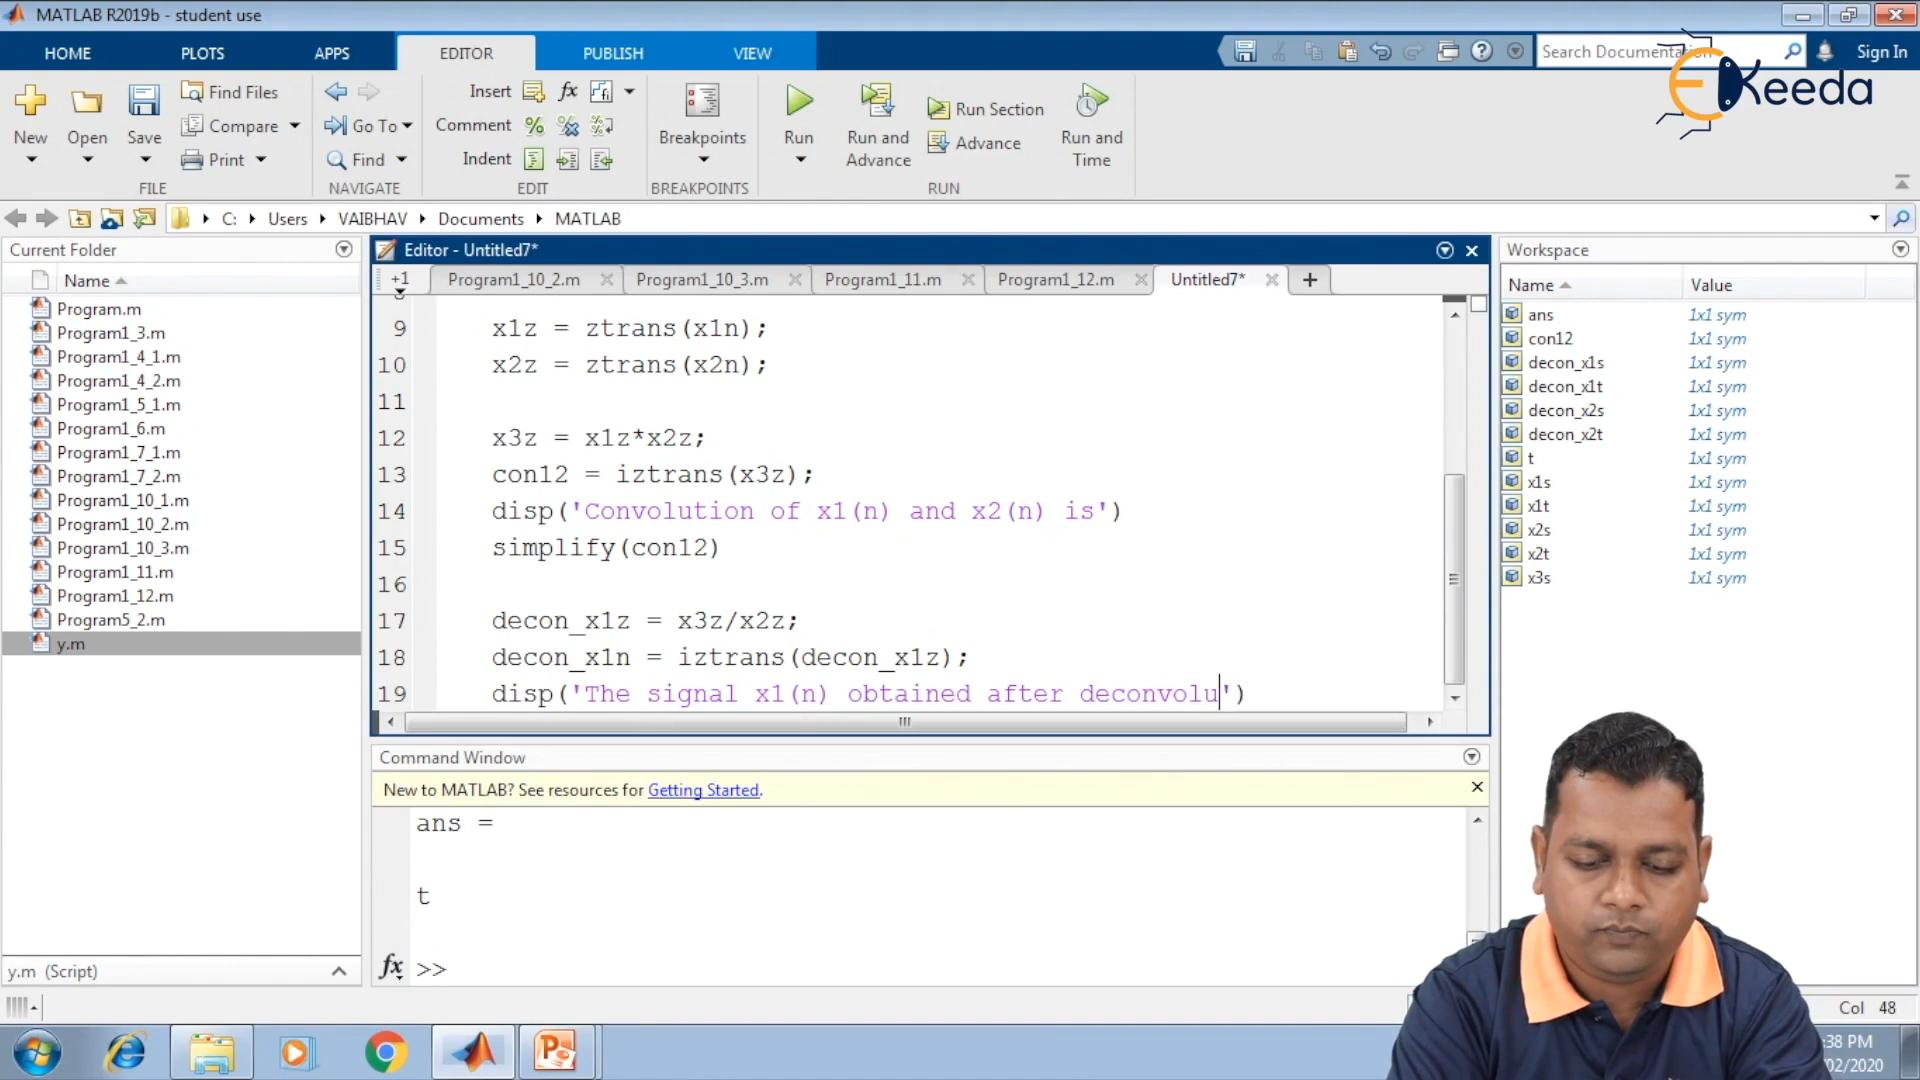 MATLAB R2019b - student use
HOME PLOTS APPS EDITOR PUBLISH VIEW
Search Documentation
Sign In
EKeeda
New Open Save
Find Files
Compare
Print
FILE
Go To
Find
NAVIGATE
Insert
Comment
Indent
EDIT
Breakpoints
BREAKPOINTS
Run
Run and Advance
Run Section
Advance
Run and Time
RUN
C: Users VAIBHAV Documents MATLAB
Current Folder
Name
Program.m
Program1_3.m
Program1_4_1.m
Program1_4_2.m
Program1_5_1.m
Program1_6.m
Program1_7_1.m
Program1_7_2.m
Program1_10_1.m
Program1_10_2.m
Program1_10_3.m
Program1_11.m
Program1_12.m
Program5_2.m
y.m
y.m (Script)
Editor - Untitled7*
+1 Program1_10_2.m Program1_10_3.m Program1_11.m Program1_12.m Untitled7*
9 x1z = ztrans(x1n);
10 x2z = ztrans(x2n);
11
12 x3z = x1z*x2z;
13 con12 = iztrans(x3z);
14 disp('Convolution of x1(n) and x2(n) is')
15 simplify(con12)
16
17 decon_x1z = x3z/x2z;
18 decon_x1n = iztrans(decon_x1z);
19 disp('The signal x1(n) obtained after deconvolu')
Command Window
New to MATLAB? See resources for Getting Started.
ans =
t
fx >>
Workspace
Name Value
ans 1x1 sym
con12 1x1 sym
decon_x1s 1x1 sym
decon_x1t 1x1 sym
decon_x2s 1x1 sym
decon_x2t 1x1 sym
t 1x1 sym
x1s 1x1 sym
x1t 1x1 sym
x2s 1x1 sym
x2t 1x1 sym
x3s 1x1 sym
Col 48
:38 PM
/02/2020